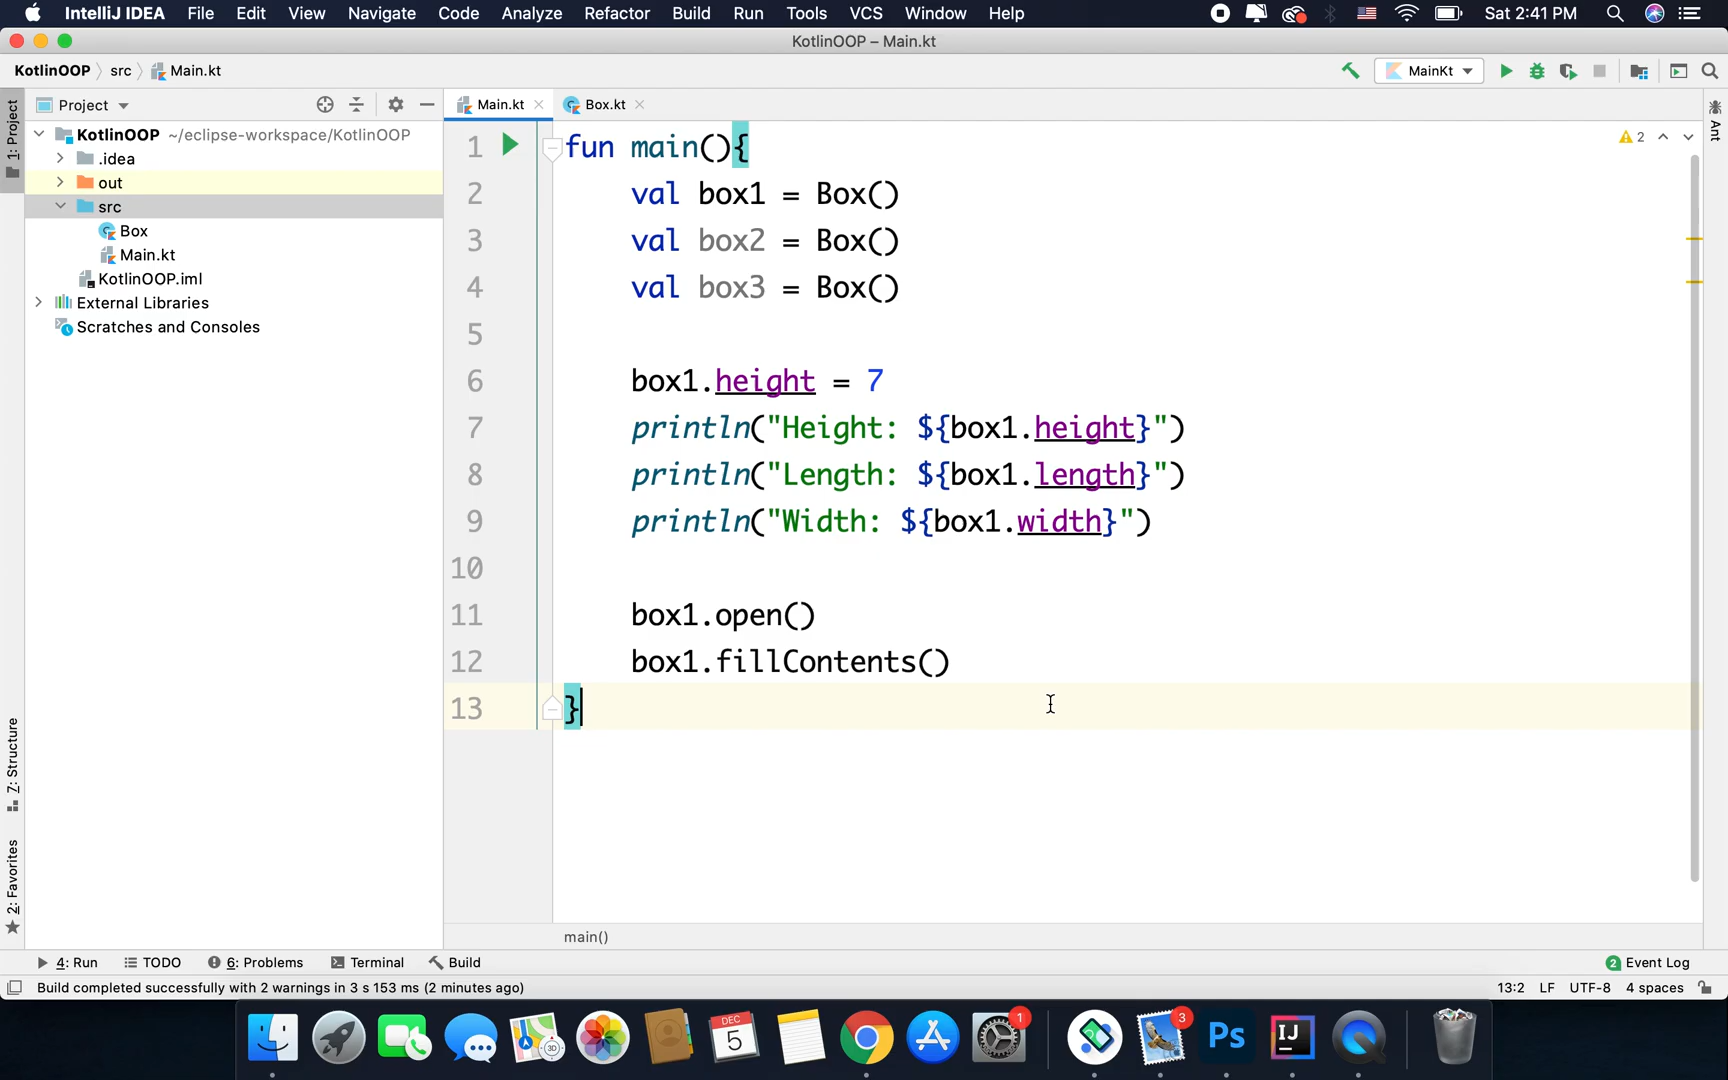 IntelliJ IDEA File Edit View Navigate Code Analyze Refactor Build Run Tools VCS Window Help Sat 2:41 PM
KotlinOOP – Main.kt
KotlinOOP src Main.kt MainKt
Project Main.kt Box.kt
1: Project
Ant
KotlinOOP ~/eclipse-workspace/KotlinOOP
.idea
out
src
Box
Main.kt
KotlinOOP.iml
External Libraries
Scratches and Consoles
2
1 fun main(){
2 val box1 = Box()
3 val box2 = Box()
4 val box3 = Box()
5
6 box1.height = 7
7 println("Height: ${box1.height}")
8 println("Length: ${box1.length}")
9 println("Width: ${box1.width}")
10
11 box1.open()
12 box1.fillContents()
13 }
Z: Structure
2: Favorites
main()
4: Run TODO 6: Problems Terminal Build 2 Event Log
Build completed successfully with 2 warnings in 3 s 153 ms (2 minutes ago) 13:2 LF UTF-8 4 spaces
3D
DEC
5
1
3
Ps
IJ